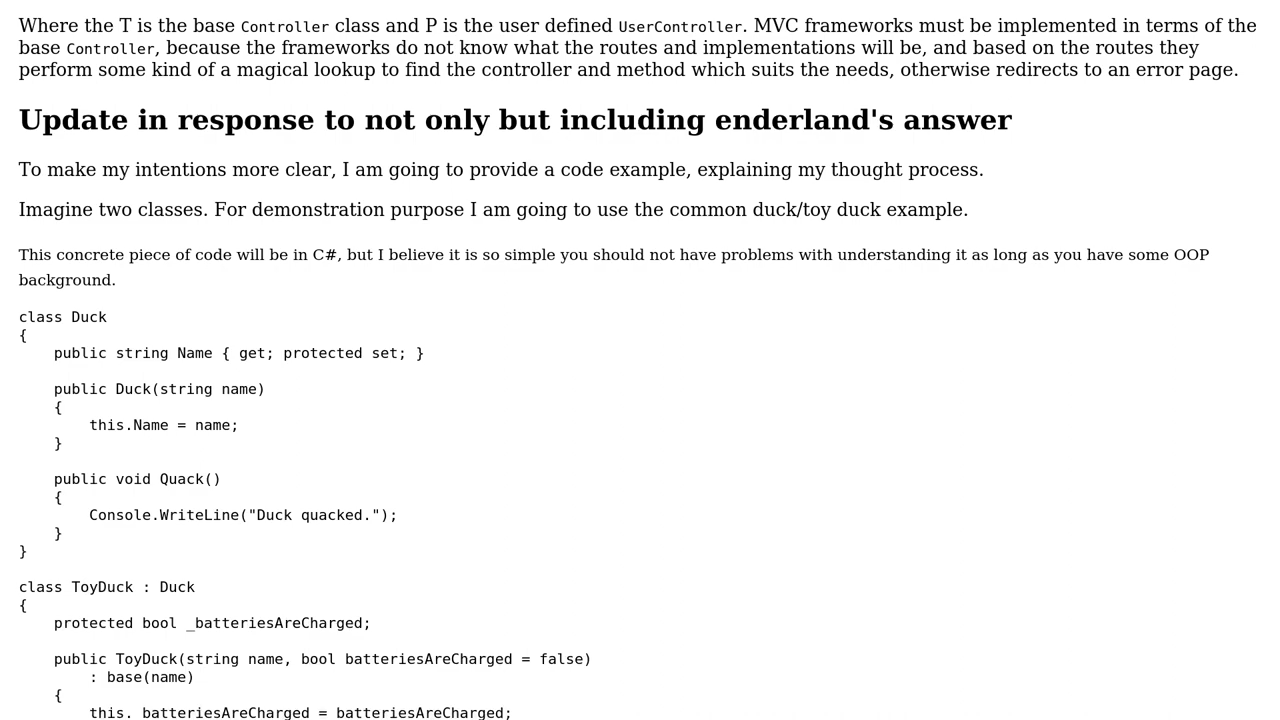 Where the T is the base Controller class and P is the user defined UserController. MVC frameworks must be implemented in terms of the
base Controller, because the frameworks do not know what the routes and implementations will be, and based on the routes they
perform some kind of a magical lookup to find the controller and method which suits the needs, otherwise redirects to an error page.
Update in response to not only but including enderland's answer
To make my intentions more clear, I am going to provide a code example, explaining my thought process.
Imagine two classes. For demonstration purpose I am going to use the common duck/toy duck example.
This concrete piece of code will be in C#, but I believe it is so simple you should not have problems with understanding it as long as you have some OOP
background.
class Duck
{
    public string Name { get; protected set; }
    public Duck(string name)
    {
        this.Name = name;
    }
    public void Quack()
    {
        Console.WriteLine("Duck quacked.");
    }
}
class ToyDuck : Duck
{
    protected bool _batteriesAreCharged;
    public ToyDuck(string name, bool batteriesAreCharged = false)
        : base(name)
    {
        this._batteriesAreCharged = batteriesAreCharged;